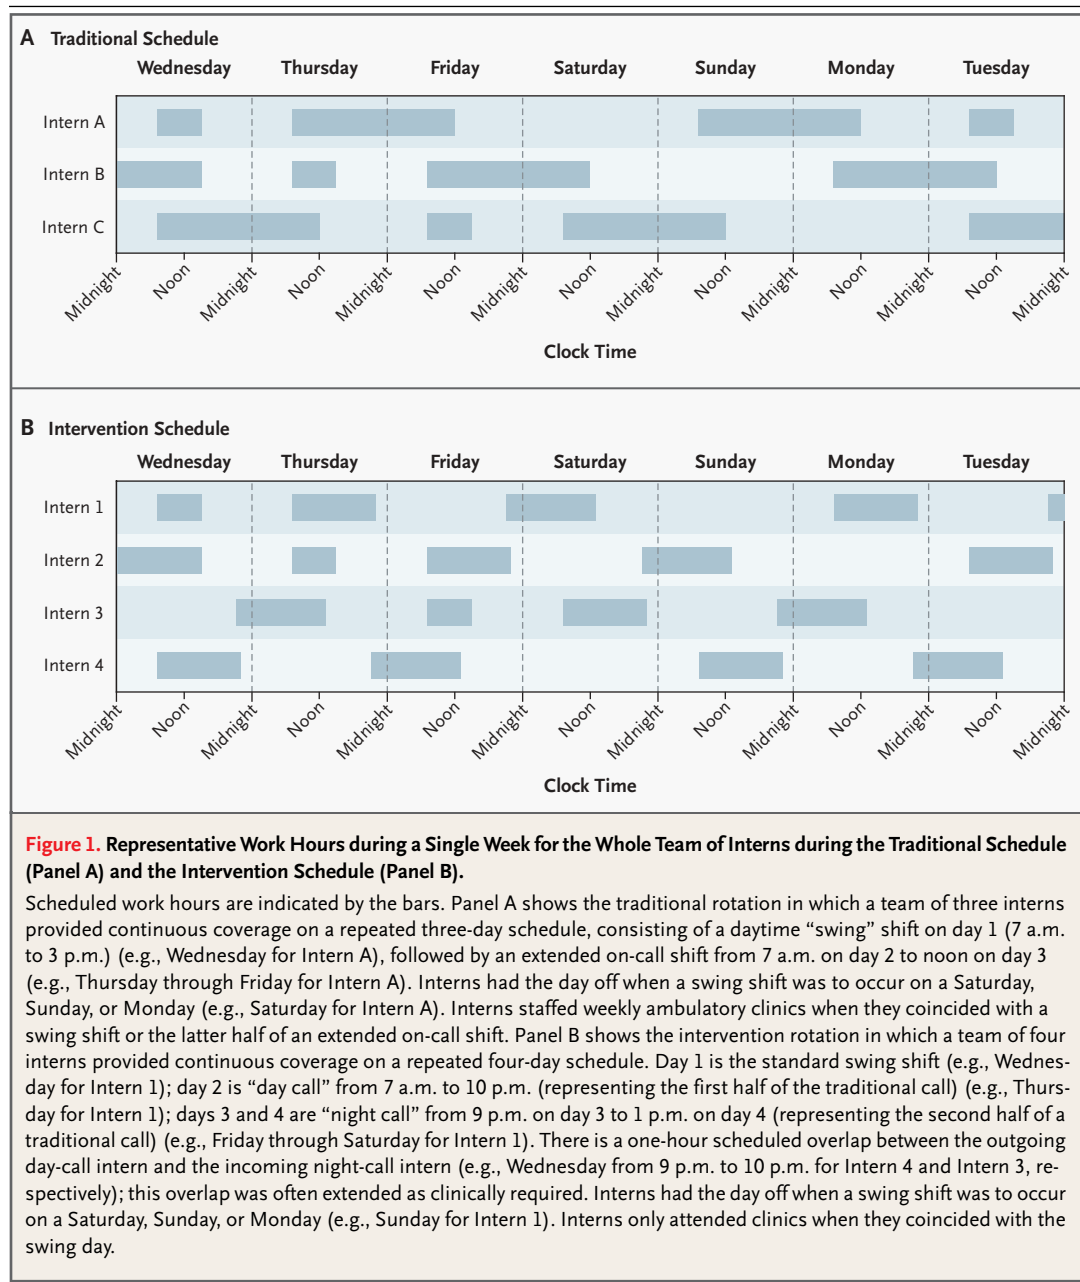 A Traditional Schedule
Wednesday Thursday Friday Saturday Sunday Monday Tuesday
Intern A
Intern B
Intern C
Midnight Noon Midnight Noon Midnight Noon Midnight Noon Midnight Noon Midnight Noon Midnight Noon Midnight
Clock Time
B Intervention Schedule
Wednesday Thursday Friday Saturday Sunday Monday Tuesday
Intern 1
Intern 2
Intern 3
Intern 4
Midnight Noon Midnight Noon Midnight Noon Midnight Noon Midnight Noon Midnight Noon Midnight Noon Midnight
Clock Time
Figure 1. Representative Work Hours during a Single Week for the Whole Team of Interns during the Traditional Schedule
(Panel A) and the Intervention Schedule (Panel B).
Scheduled work hours are indicated by the bars. Panel A shows the traditional rotation in which a team of three interns
provided continuous coverage on a repeated three-day schedule, consisting of a daytime “swing” shift on day 1 (7 a.m.
to 3 p.m.) (e.g., Wednesday for Intern A), followed by an extended on-call shift from 7 a.m. on day 2 to noon on day 3
(e.g., Thursday through Friday for Intern A). Interns had the day off when a swing shift was to occur on a Saturday,
Sunday, or Monday (e.g., Saturday for Intern A). Interns staffed weekly ambulatory clinics when they coincided with a
swing shift or the latter half of an extended on-call shift. Panel B shows the intervention rotation in which a team of four
interns provided continuous coverage on a repeated four-day schedule. Day 1 is the standard swing shift (e.g., Wednes-
day for Intern 1); day 2 is “day call” from 7 a.m. to 10 p.m. (representing the first half of the traditional call) (e.g., Thurs-
day for Intern 1); days 3 and 4 are “night call” from 9 p.m. on day 3 to 1 p.m. on day 4 (representing the second half of a
traditional call) (e.g., Friday through Saturday for Intern 1). There is a one-hour scheduled overlap between the outgoing
day-call intern and the incoming night-call intern (e.g., Wednesday from 9 p.m. to 10 p.m. for Intern 4 and Intern 3, re-
spectively); this overlap was often extended as clinically required. Interns had the day off when a swing shift was to occur
on a Saturday, Sunday, or Monday (e.g., Sunday for Intern 1). Interns only attended clinics when they coincided with the
swing day.